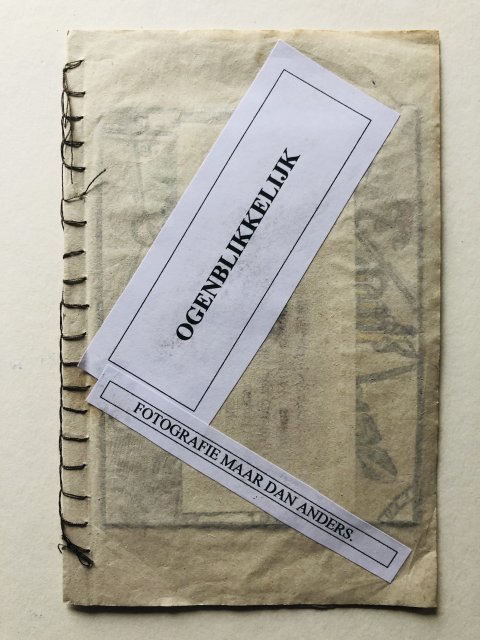 OGENBLIKKELIJK
FOTOGRAFIE MAAR DAN ANDERS.